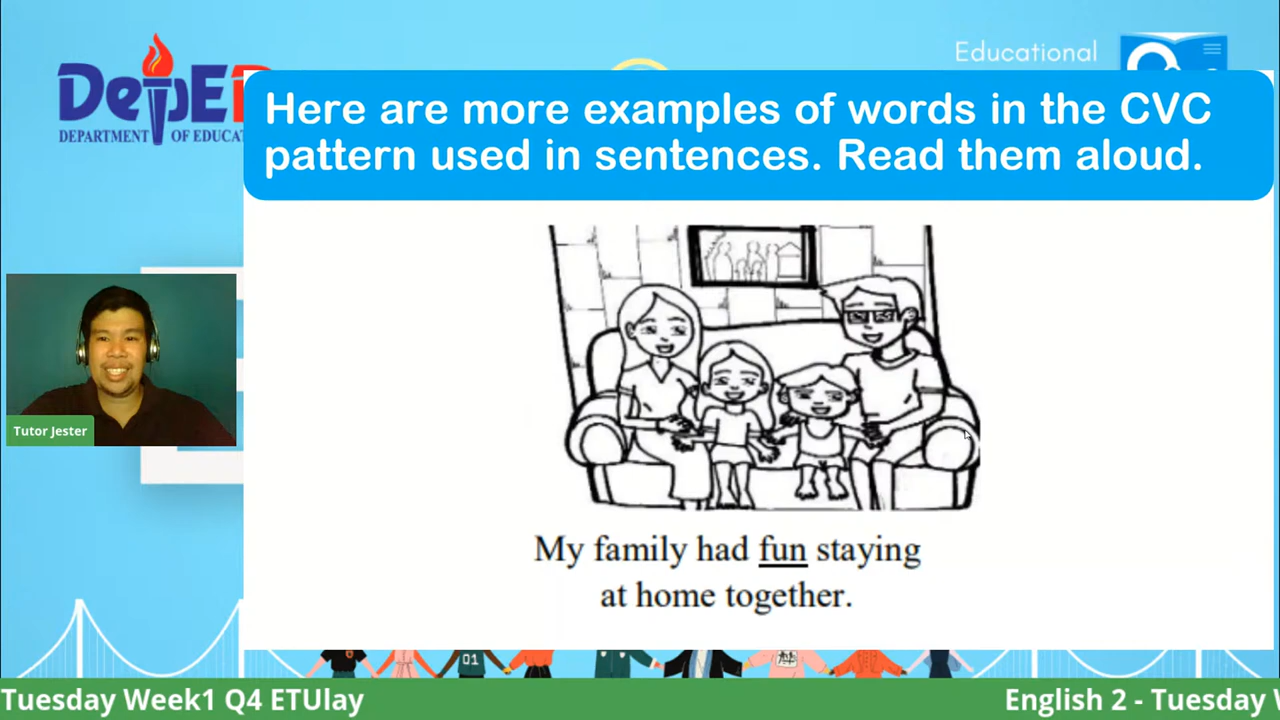 Educational
DepED
DEPARTMENT OF EDUCAT
Here are more examples of words in the CVC
pattern used in sentences. Read them aloud.
Tutor Jester
My family had fun staying
at home together.
01
Tuesday Week1 Q4 ETUlay
English 2 - Tuesday W